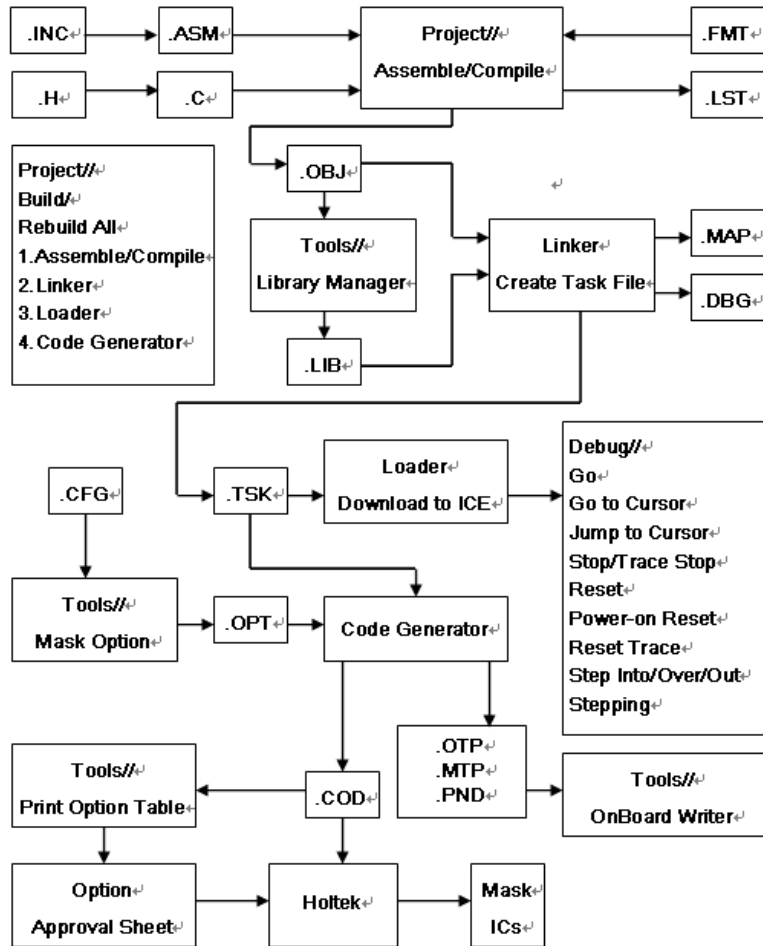 .INC
.ASM
Project//
Assemble/Compile
.FMT
.H
.C
.LST
Project//
Build/
Rebuild All
1.Assemble/Compile
2.Linker
3.Loader
4.Code Generator
.OBJ
Tools//
Library Manager
.LIB
Linker
Create Task File
.MAP
.DBG
.CFG
.TSK
Loader
Download to ICE
Debug//
Go
Go to Cursor
Jump to Cursor
Stop/Trace Stop
Reset
Power-on Reset
Reset Trace
Step Into/Over/Out
Stepping
Tools//
Mask Option
.OPT
Code Generator
Tools//
Print Option Table
.COD
.OTP
.MTP
.PND
Tools//
OnBoard Writer
Option
Approval Sheet
Holtek
Mask
ICs